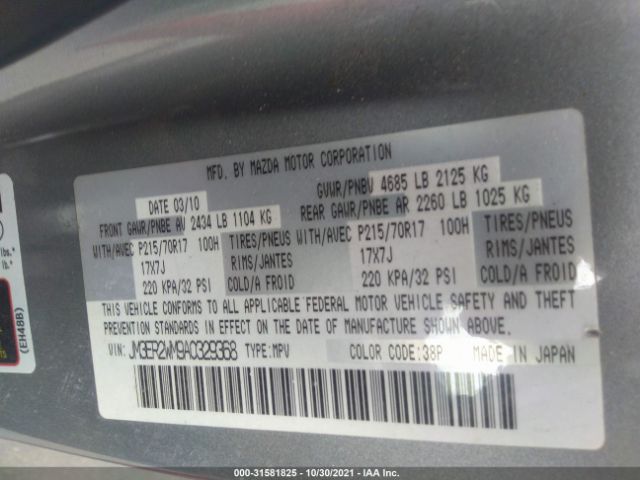 MFD. BY MAZDA MOTOR CORPORATION
DATE 03/10 GVWR/PNBV 4685 LB 2125 KG
FRONT GAWR/PNBE AV 2434 LB 1104 KG REAR GAWR/PNBE AR 2260 LB 1025 KG
WITH/AVEC P215/70R17 100H TIRES/PNEUS WITH/AVEC P215/70R17 100H TIRES/PNEUS
17X7J RIMS/JANTES 17X7J RIMS/JANTES
220 KPA/32 PSI COLD/A FROID 220 KPA/32 PSI COLD/A FROID
THIS VEHICLE CONFORMS TO ALL APPLICABLE FEDERAL MOTOR VEHICLE SAFETY AND THEFT
PREVENTION STANDARDS IN EFFECT ON THE DATE OF MANUFACTURE SHOWN ABOVE.
VIN: JM3ER2WM9A0329368 TYPE: MPV COLOR CODE: 38P MADE IN JAPAN
lbs.*
lb.*
(EH48B)
000-31581825 - 10/30/2021 - IAA Inc.